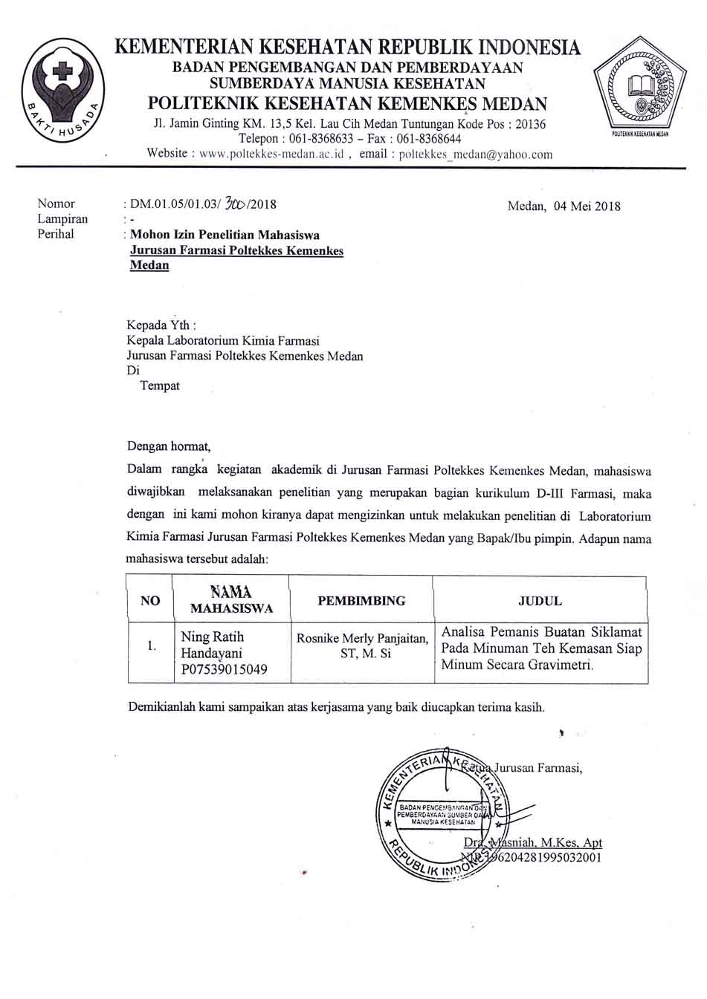 KEMENTERIAN KESEHATAN REPUBLIK INDONESIA
BADAN PENGEMBANGAN DAN PEMBERDAYAAN
SUMBERDAYA MANUSIA KESEHATAN
POLITEKNIK KESEHATAN KEMENKES MEDAN
Jl. Jamin Ginting KM. 13,5 Kel. Lau Cih Medan Tuntungan Kode Pos : 20136
Telepon : 061-8368633 – Fax : 061-8368644
Website : www.poltekkes-medan.ac.id , email : poltekkes_medan@yahoo.com
BAKTI HUSADA
POLITEKNIK KESEHATAN MEDAN
Nomor : DM.01.05/01.03/ 300 /2018
Medan, 04 Mei 2018
Lampiran : -
Perihal : Mohon Izin Penelitian Mahasiswa
Jurusan Farmasi Poltekkes Kemenkes
Medan
Kepada Yth :
Kepala Laboratorium Kimia Farmasi
Jurusan Farmasi Poltekkes Kemenkes Medan
Di
Tempat
Dengan hormat,
Dalam rangka kegiatan akademik di Jurusan Farmasi Poltekkes Kemenkes Medan, mahasiswa
diwajibkan melaksanakan penelitian yang merupakan bagian kurikulum D-III Farmasi, maka
dengan ini kami mohon kiranya dapat mengizinkan untuk melakukan penelitian di Laboratorium
Kimia Farmasi Jurusan Farmasi Poltekkes Kemenkes Medan yang Bapak/Ibu pimpin. Adapun nama
mahasiswa tersebut adalah:
NO
NAMA
MAHASISWA
PEMBIMBING
JUDUL
1.
Ning Ratih
Handayani
P07539015049
Rosnike Merly Panjaitan,
ST, M. Si
Analisa Pemanis Buatan Siklamat
Pada Minuman Teh Kemasan Siap
Minum Secara Gravimetri.
Demikianlah kami sampaikan atas kerjasama yang baik diucapkan terima kasih.
Ketua Jurusan Farmasi,
KEMENTERIAN KESEHATAN
BADAN PENGEMBANGAN DAN
PEMBERDAYAAN SUMBER DAYA
MANUSIA KESEHATAN
REPUBLIK INDONESIA
Dra. Masniah, M.Kes, Apt
NIP.196204281995032001